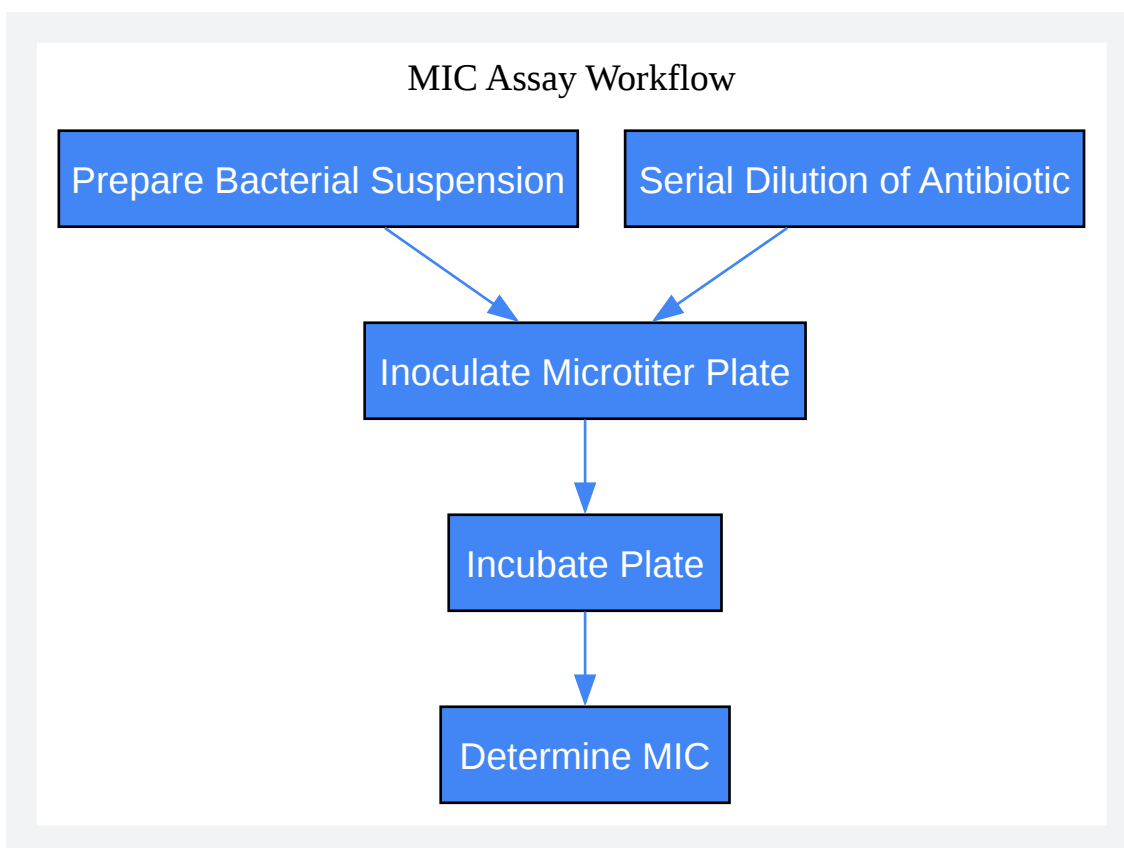 MIC Assay Workflow
Prepare Bacterial Suspension
Serial Dilution of Antibiotic
Inoculate Microtiter Plate
Incubate Plate
Determine MIC